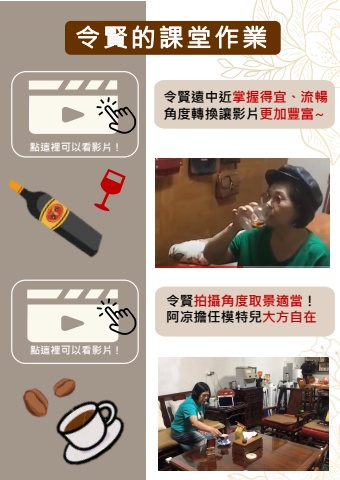 令賢的課堂作業
點這裡可以看影片！
令賢遠中近掌握得宜、流暢
角度轉換讓影片更加豐富~
點這裡可以看影片！
令賢拍攝角度取景適當！
阿凉擔任模特兒大方自在